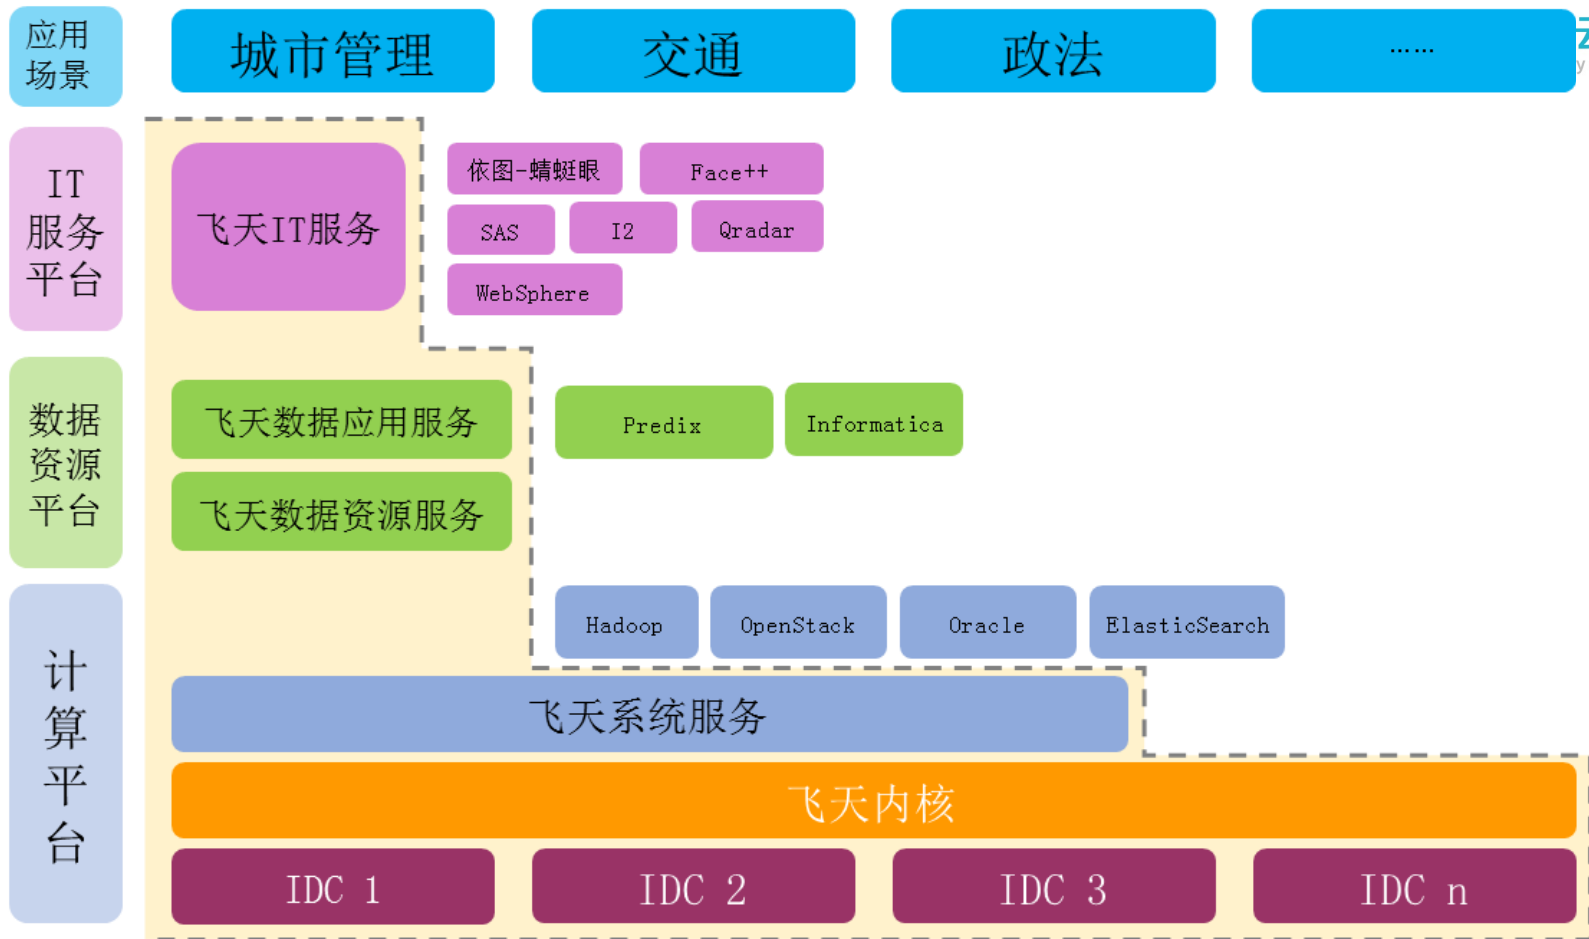 应用
场景
城市管理
交通
政法
……
云
y
IT
服务
平台
飞天IT服务
依图-蜻蜓眼
Face++
SAS
I2
Qradar
WebSphere
数据
资源
平台
飞天数据应用服务
Predix
Informatica
飞天数据资源服务
计
算
平
台
Hadoop
OpenStack
Oracle
ElasticSearch
飞天系统服务
飞天内核
IDC 1
IDC 2
IDC 3
IDC n